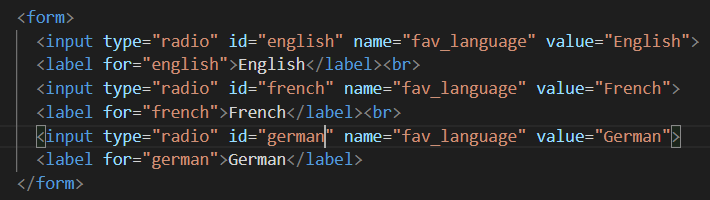 <form>
<input type="radio" id="english" name="fav_language" value="English">
<label for="english">English</label><br>
<input type="radio" id="french" name="fav_language" value="French">
<label for="french">French</label><br>
<input type="radio" id="german" name="fav_language" value="German">
<label for="german">German</label>
</form>